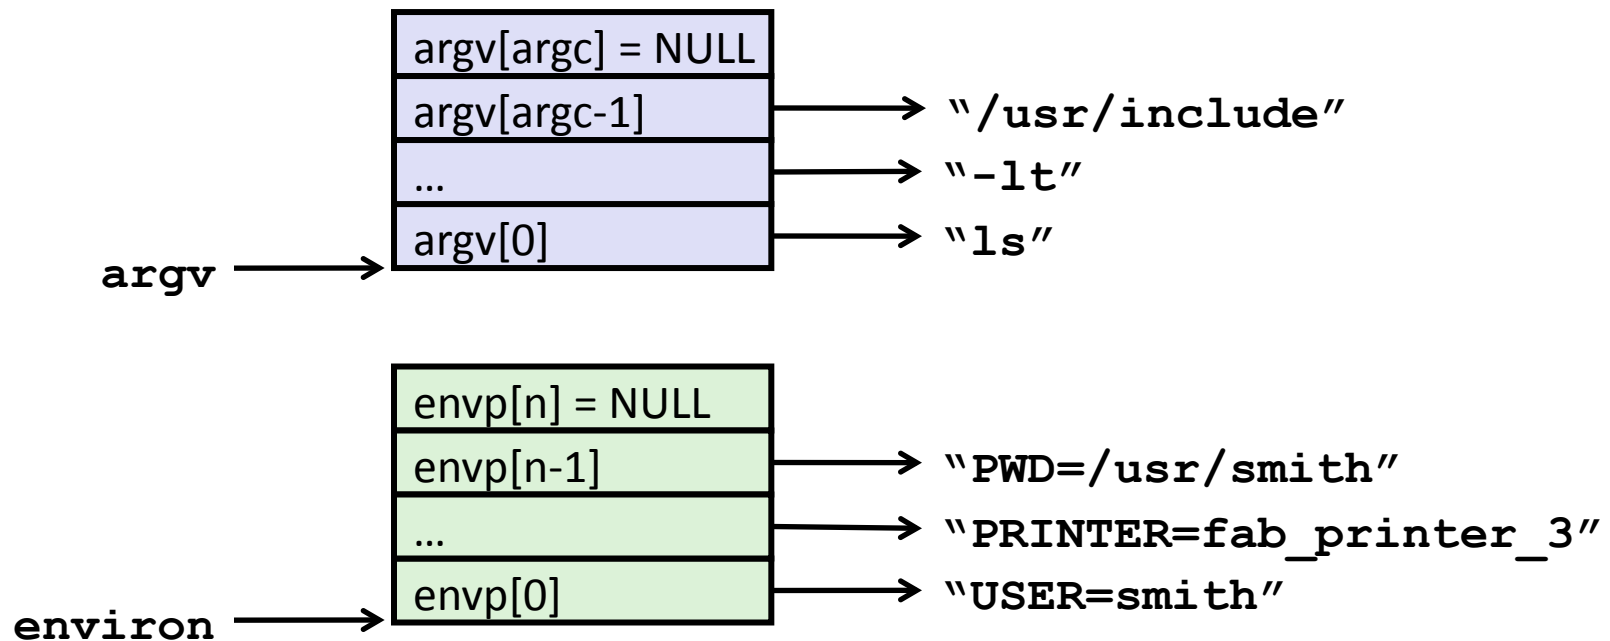 argv[argc] = NULL
argv[argc-1] “/usr/include”
… “-lt”
argv[0] “ls”
argv
envp[n] = NULL
envp[n-1] “PWD=/usr/smith”
… “PRINTER=fab_printer_3”
envp[0] “USER=smith”
environ